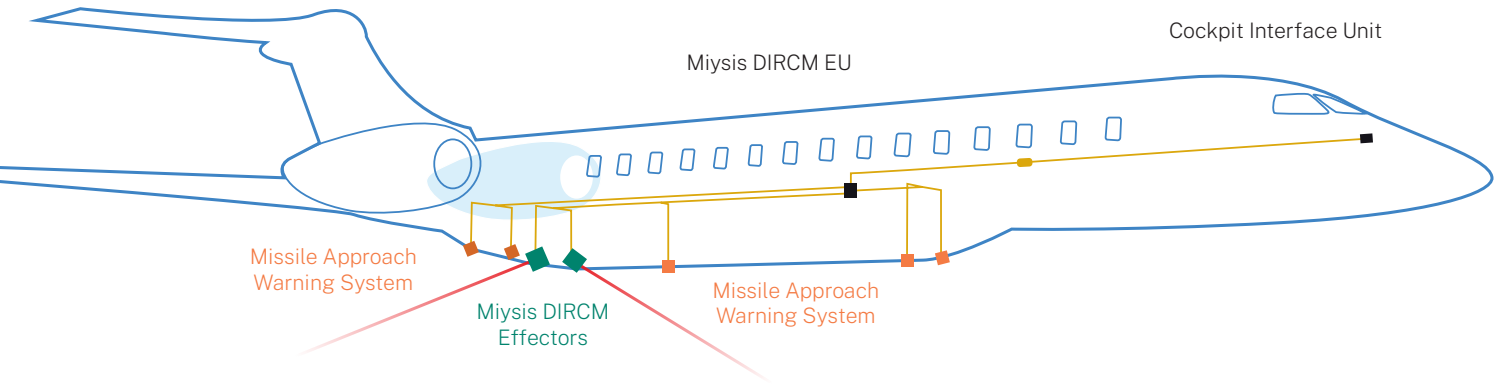 Cockpit Interface Unit
Miysis DIRCM EU
Missile Approach
Warning System
Miysis DIRCM
Effectors
Missile Approach
Warning System